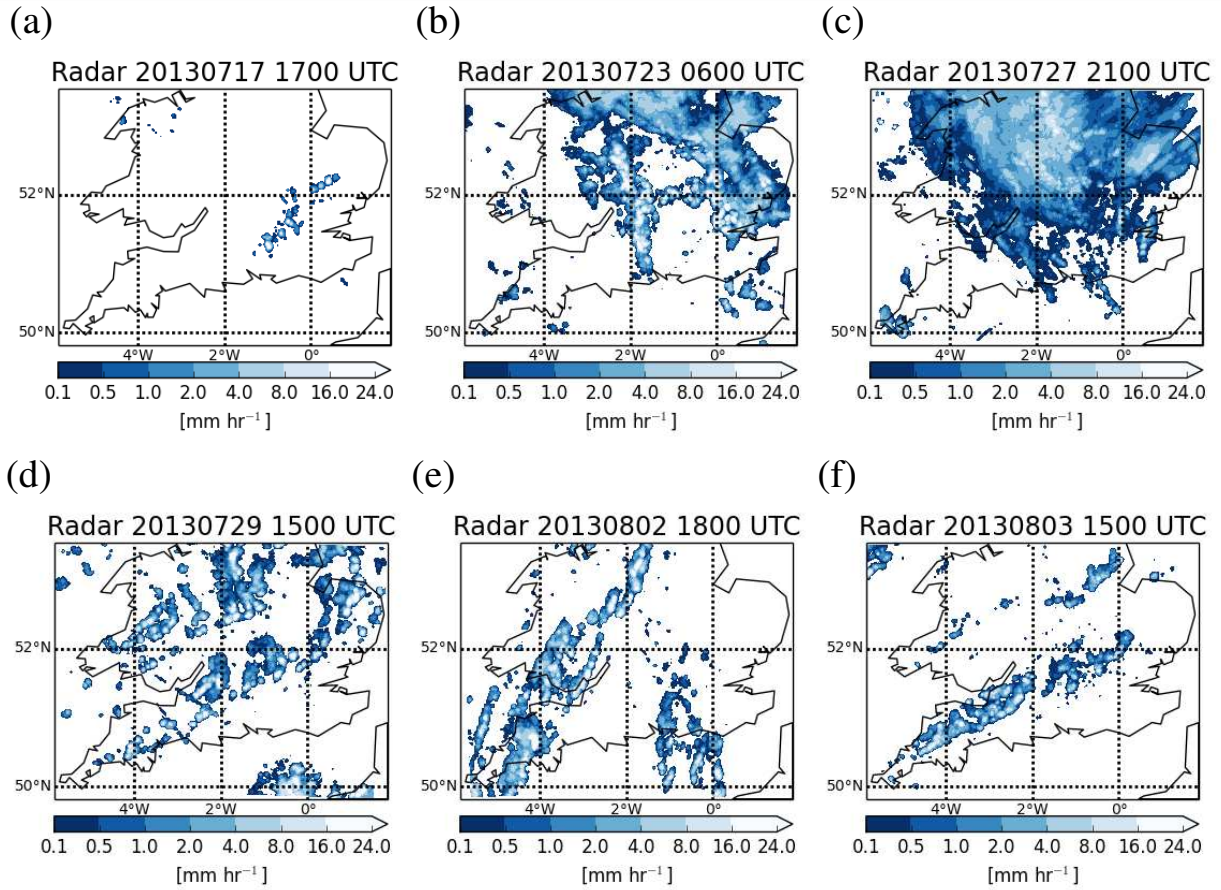 (a)
(b)
(c)
Radar 20130717 1700 UTC
Radar 20130723 0600 UTC
Radar 20130727 2100 UTC
52°N
52°N
52°N
50°N
50°N
50°N
4°W 2°W 0°
4°W 2°W 0°
4°W 2°W 0°
0.1 0.5 1.0 2.0 4.0 8.0 16.0 24.0
0.1 0.5 1.0 2.0 4.0 8.0 16.0 24.0
0.1 0.5 1.0 2.0 4.0 8.0 16.0 24.0
[mm hr⁻¹]
[mm hr⁻¹]
[mm hr⁻¹]
(d)
(e)
(f)
Radar 20130729 1500 UTC
Radar 20130802 1800 UTC
Radar 20130803 1500 UTC
52°N
52°N
52°N
50°N
50°N
50°N
4°W 2°W 0°
4°W 2°W 0°
4°W 2°W 0°
0.1 0.5 1.0 2.0 4.0 8.0 16.0 24.0
0.1 0.5 1.0 2.0 4.0 8.0 16.0 24.0
0.1 0.5 1.0 2.0 4.0 8.0 16.0 24.0
[mm hr⁻¹]
[mm hr⁻¹]
[mm hr⁻¹]